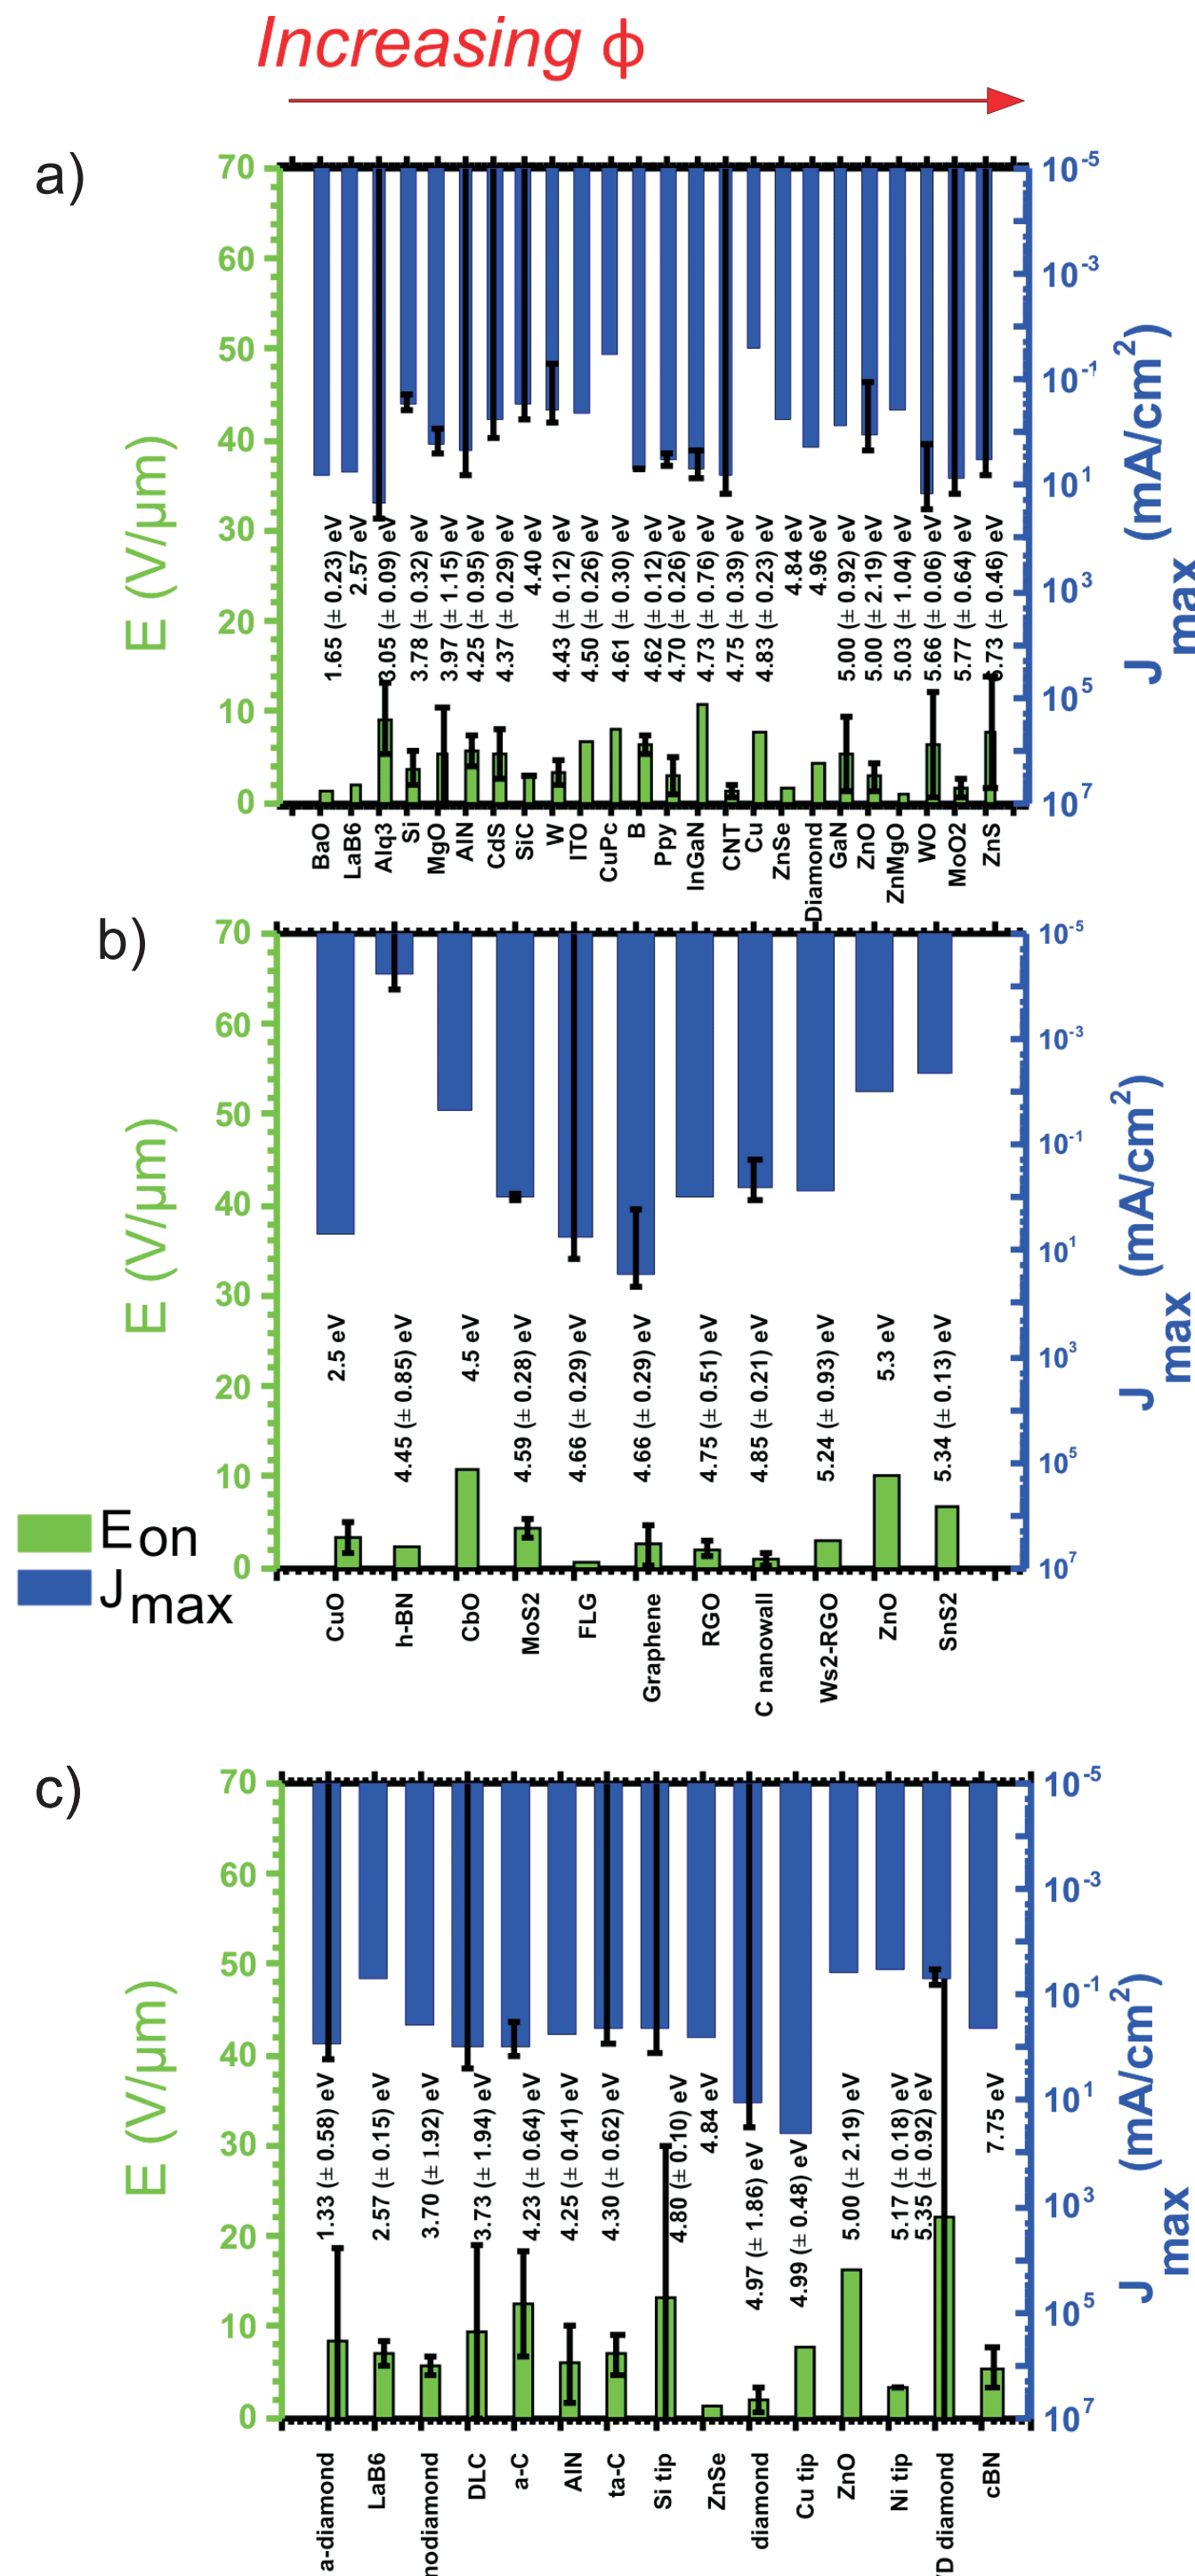 Increasing ϕ
a)
70
60
50
40
30
20
10
0
E (V/μm)
10-5
10-3
10-1
101
103
105
107
Jmax (mA/cm2)
1.65 (± 0.23) eV
2.57 eV
3.05 (± 0.09) eV
3.78 (± 0.32) eV
3.97 (± 1.15) eV
4.25 (± 0.95) eV
4.37 (± 0.29) eV
4.40 eV
4.43 (± 0.12) eV
4.50 (± 0.26) eV
4.61 (± 0.30) eV
4.62 (± 0.12) eV
4.70 (± 0.26) eV
4.73 (± 0.76) eV
4.75 (± 0.39) eV
4.83 (± 0.23) eV
4.84 eV
4.96 eV
5.00 (± 0.92) eV
5.00 (± 2.19) eV
5.03 (± 1.04) eV
5.66 (± 0.06) eV
5.77 (± 0.64) eV
5.73 (± 0.46) eV
BaO
LaB6
Alq3
Si
MgO
AlN
CdS
SiC
W
ITO
CuPc
B
Ppy
InGaN
CNT
Cu
ZnSe
Diamond
GaN
ZnO
ZnMgO
WO
MoO2
ZnS
b)
70
60
50
40
30
20
10
0
E (V/μm)
10-5
10-3
10-1
101
103
105
107
Jmax (mA/cm2)
2.5 eV
4.45 (± 0.85) eV
4.5 eV
4.59 (± 0.28) eV
4.66 (± 0.29) eV
4.66 (± 0.29) eV
4.75 (± 0.51) eV
4.85 (± 0.21) eV
5.24 (± 0.93) eV
5.3 eV
5.34 (± 0.13) eV
Eon
Jmax
CuO
h-BN
CbO
MoS2
FLG
Graphene
RGO
C nanowall
Ws2-RGO
ZnO
SnS2
c)
70
60
50
40
30
20
10
0
E (V/μm)
10-5
10-3
10-1
101
103
105
107
Jmax (mA/cm2)
1.33 (± 0.58) eV
2.57 (± 0.15) eV
3.70 (± 1.92) eV
3.73 (± 1.94) eV
4.23 (± 0.64) eV
4.25 (± 0.41) eV
4.30 (± 0.62) eV
4.80 (± 0.10) eV
4.84 eV
4.97 (± 1.86) eV
4.99 (± 0.48) eV
5.00 (± 2.19) eV
5.17 (± 0.18) eV
5.35 (± 0.92) eV
7.75 eV
a-diamond
LaB6
nodiamond
DLC
a-C
AlN
ta-C
Si tip
ZnSe
diamond
Cu tip
ZnO
Ni tip
D diamond
cBN